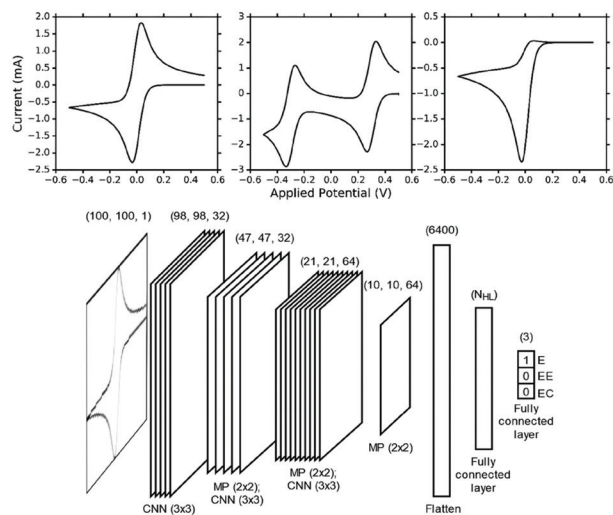 2.0
1.5
1.0
0.5
0.0
−0.5
−1.0
−1.5
−2.0
−2.5
−0.6 −0.4 −0.2 0.0 0.2 0.4 0.6
Current (mA)
3
2
1
0
−1
−2
−3
−0.6 −0.4 −0.2 0.0 0.2 0.4 0.6
Applied Potential (V)
0.5
0.0
−0.5
−1.0
−1.5
−2.0
−2.5
−0.6 −0.4 −0.2 0.0 0.2 0.4 0.6
(100, 100, 1)
(98, 98, 32)
(47, 47, 32)
(21, 21, 64)
(10, 10, 64)
(6400)
(NHL)
(3)
1 E
0 EE
0 EC
CNN (3x3)
MP (2x2);
CNN (3x3)
MP (2x2);
CNN (3x3)
MP (2x2)
Flatten
Fully
connected
layer
Fully
connected
layer